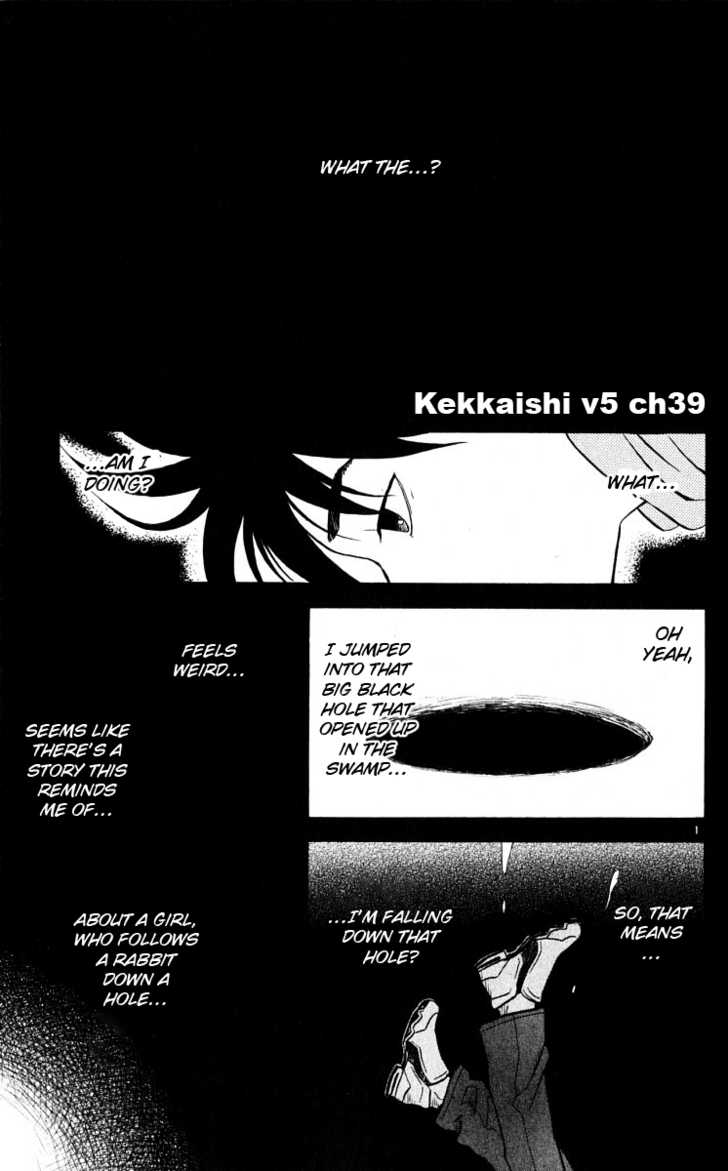 WHAT THE...?
Kekkaishi v5 ch39
WHAT...
...AM I
DOING?
OH
YEAH,
I JUMPED
INTO THAT
BIG BLACK
HOLE THAT
OPENED UP
IN THE
SWAMP...
1
SO, THAT
MEANS
...
...I'M FALLING
DOWN THAT
HOLE?
FEELS
WEIRD...
SEEMS LIKE
THERE'S A
STORY THIS
REMINDS
ME OF...
ABOUT A GIRL,
WHO FOLLOWS
A RABBIT
DOWN A
HOLE...